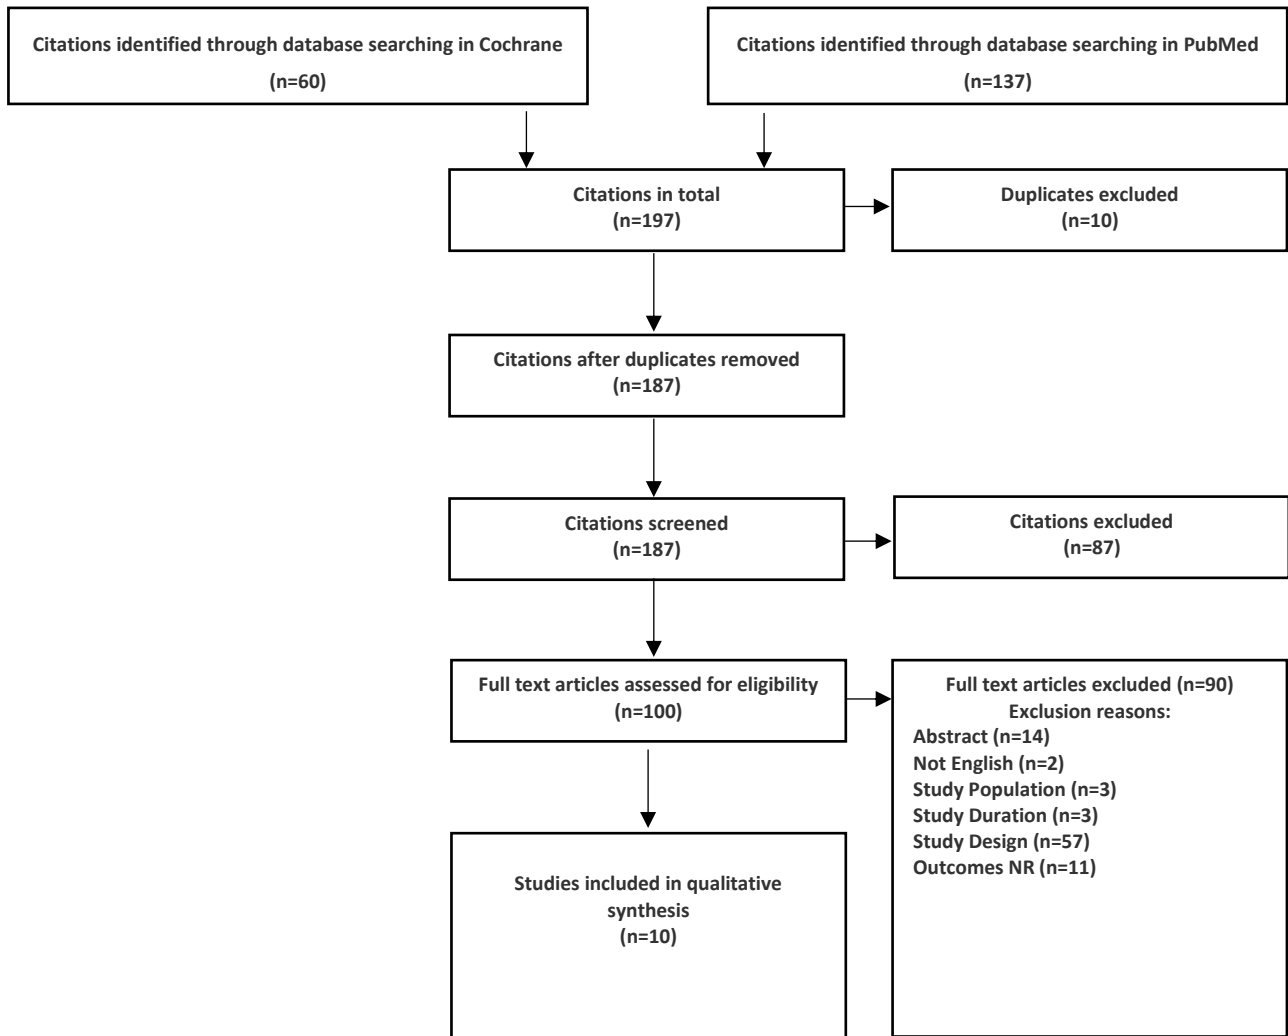 Citations identified through database searching in Cochrane
(n=60)
Citations identified through database searching in PubMed
(n=137)
Citations in total
(n=197)
Duplicates excluded
(n=10)
Citations after duplicates removed
(n=187)
Citations screened
(n=187)
Citations excluded
(n=87)
Full text articles assessed for eligibility
(n=100)
Full text articles excluded (n=90)
Exclusion reasons:
Abstract (n=14)
Not English (n=2)
Study Population (n=3)
Study Duration (n=3)
Study Design (n=57)
Outcomes NR (n=11)
Studies included in qualitative
synthesis
(n=10)